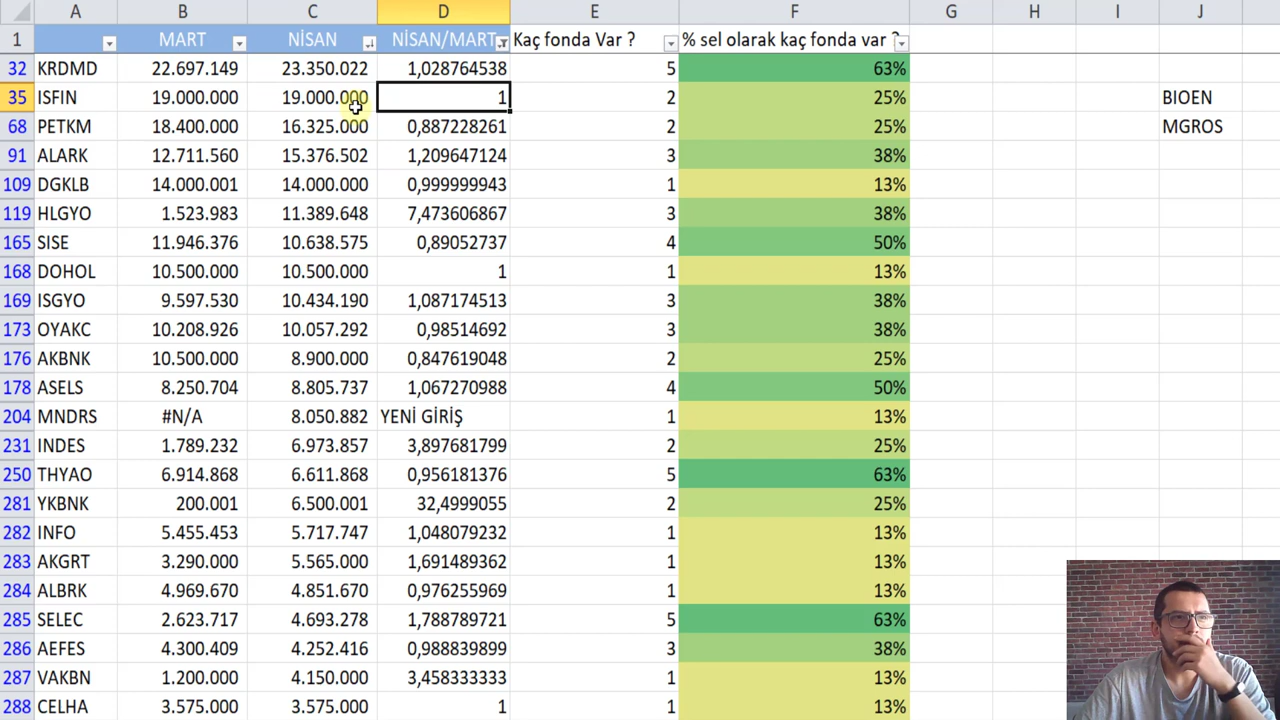 A B C D E F G H I J
1 MART NİSAN NİSAN/MART Kaç fonda Var ? % sel olarak kaç fonda var ?
32 KRDMD 22.697.149 23.350.022 1,028764538 5 63%
35 ISFIN 19.000.000 19.000.000 1 2 25% BIOEN
68 PETKM 18.400.000 16.325.000 0,887228261 2 25% MGROS
91 ALARK 12.711.560 15.376.502 1,209647124 3 38%
109 DGKLB 14.000.001 14.000.000 0,999999943 1 13%
119 HLGYO 1.523.983 11.389.648 7,473606867 3 38%
165 SISE 11.946.376 10.638.575 0,89052737 4 50%
168 DOHOL 10.500.000 10.500.000 1 1 13%
169 ISGYO 9.597.530 10.434.190 1,087174513 3 38%
173 OYAKC 10.208.926 10.057.292 0,98514692 3 38%
176 AKBNK 10.500.000 8.900.000 0,847619048 2 25%
178 ASELS 8.250.704 8.805.737 1,067270988 4 50%
204 MNDRS #N/A 8.050.882 YENİ GİRİŞ 1 13%
231 INDES 1.789.232 6.973.857 3,897681799 2 25%
250 THYAO 6.914.868 6.611.868 0,956181376 5 63%
281 YKBNK 200.001 6.500.001 32,4999055 2 25%
282 INFO 5.455.453 5.717.747 1,048079232 1 13%
283 AKGRT 3.290.000 5.565.000 1,691489362 1 13%
284 ALBRK 4.969.670 4.851.670 0,976255969 1 13%
285 SELEC 2.623.717 4.693.278 1,788789721 5 63%
286 AEFES 4.300.409 4.252.416 0,988839899 3 38%
287 VAKBN 1.200.000 4.150.000 3,458333333 1 13%
288 CELHA 3.575.000 3.575.000 1 1 13%